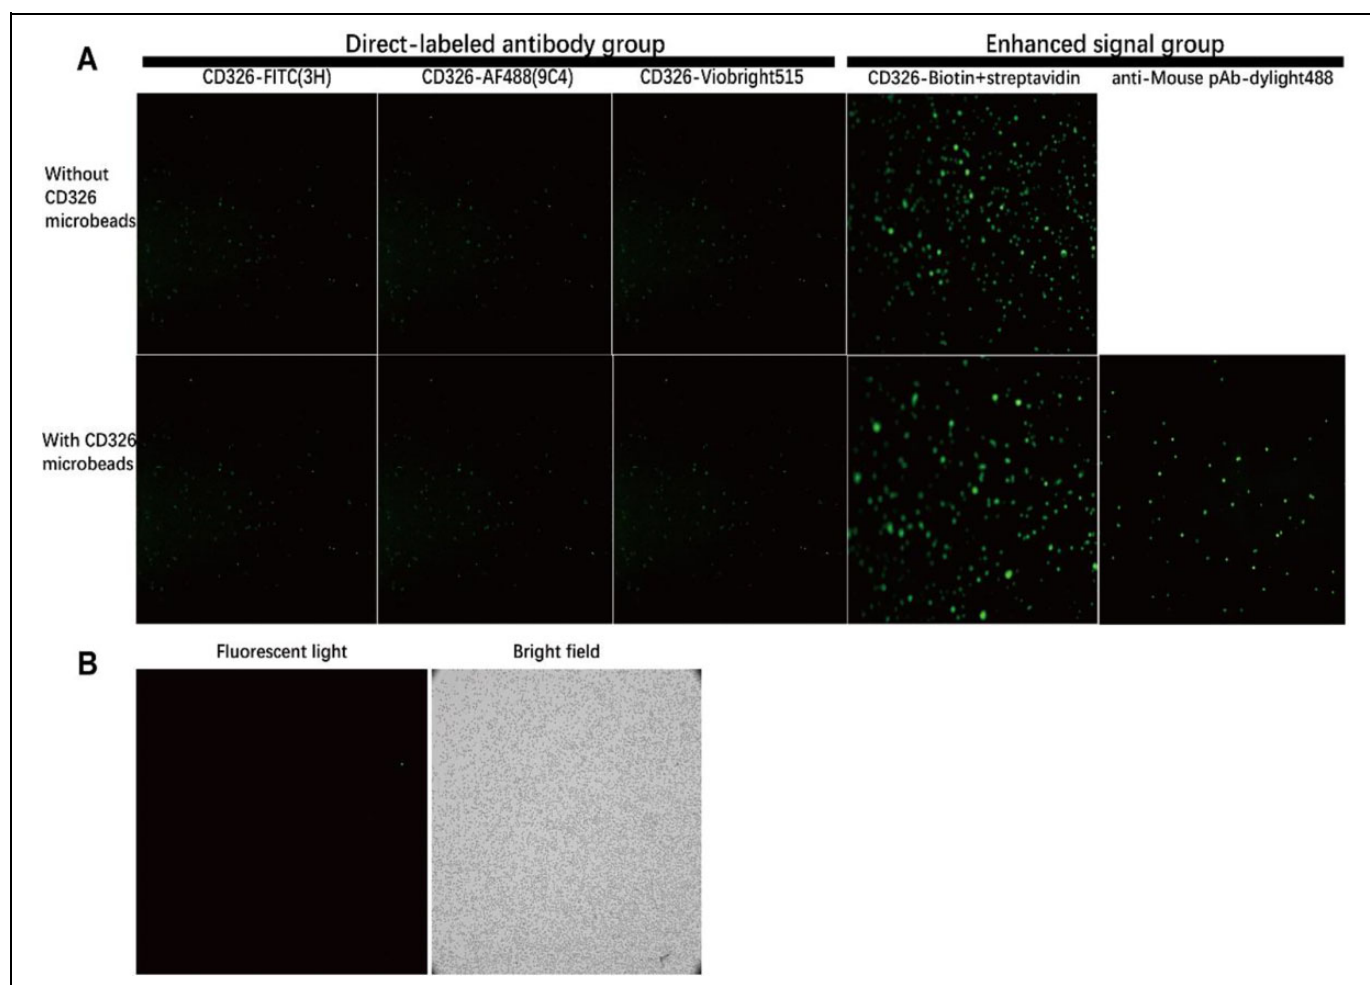 A
Direct-labeled antibody group
Enhanced signal group
CD326-FITC(3H)
CD326-AF488(9C4)
CD326-Viobright515
CD326-Biotin+streptavidin
anti-Mouse pAb-dylight488
Without
CD326
microbeads
With CD326
microbeads
B
Fluorescent light
Bright field